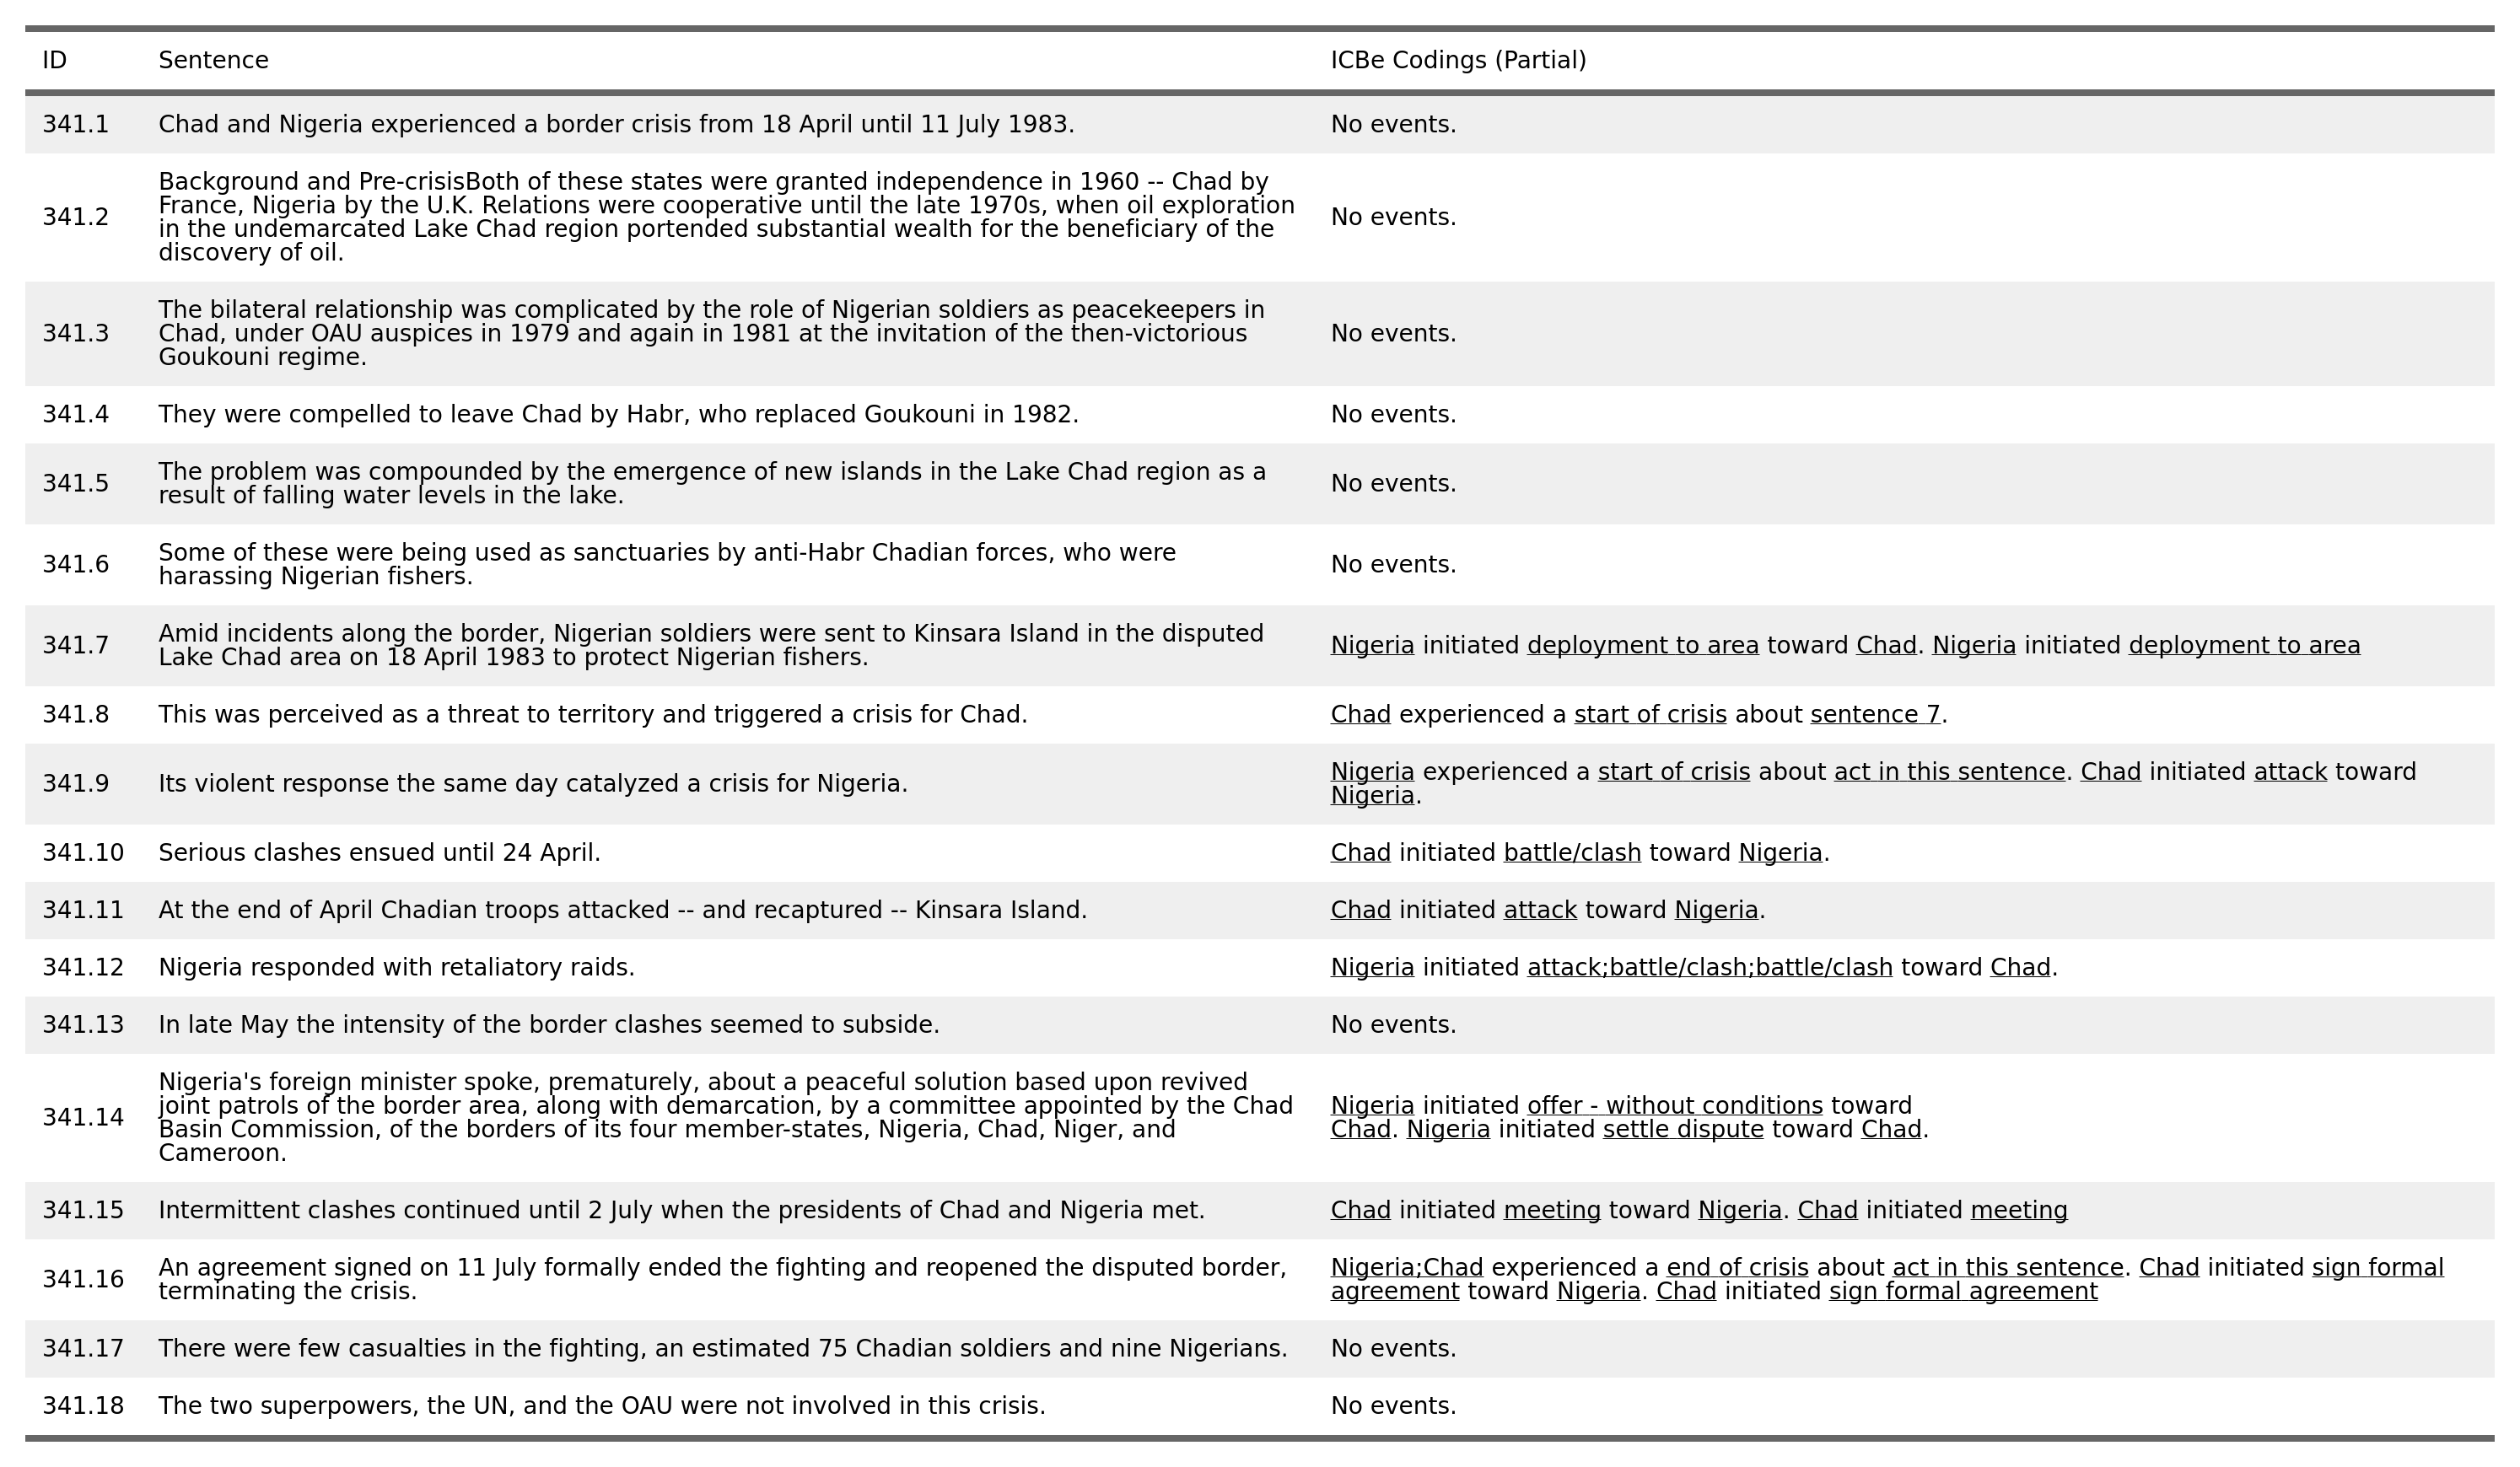 ID Sentence ICBe Codings (Partial)
341.1 Chad and Nigeria experienced a border crisis from 18 April until 11 July 1983. No events.
Background and Pre-crisisBoth of these states were granted independence in 1960 -- Chad by
France, Nigeria by the U.K. Relations were cooperative until the late 1970s, when oil exploration
341.2 No events.
in the undemarcated Lake Chad region portended substantial wealth for the beneficiary of the
discovery of oil.
The bilateral relationship was complicated by the role of Nigerian soldiers as peacekeepers in
341.3 Chad, under OAU auspices in 1979 and again in 1981 at the invitation of the then-victorious No events.
Goukouni regime.
341.4 They were compelled to leave Chad by Habr, who replaced Goukouni in 1982. No events.
The problem was compounded by the emergence of new islands in the Lake Chad region as a
341.5 No events.
result of falling water levels in the lake.
Some of these were being used as sanctuaries by anti-Habr Chadian forces, who were
341.6 No events.
harassing Nigerian fishers.
Amid incidents along the border, Nigerian soldiers were sent to Kinsara Island in the disputed
341.7 Nigeria initiated deployment to area toward Chad. Nigeria initiated deployment to area
Lake Chad area on 18 April 1983 to protect Nigerian fishers.
341.8 This was perceived as a threat to territory and triggered a crisis for Chad. Chad experienced a start of crisis about sentence 7.
341.9 Its violent response the same day catalyzed a crisis for Nigeria. Nigeria experienced a start of crisis about act in this sentence. Chad initiated attack toward
Nigeria.
341.10 Serious clashes ensued until 24 April. Chad initiated battle/clash toward Nigeria.
341.11 At the end of April Chadian troops attacked -- and recaptured -- Kinsara Island. Chad initiated attack toward Nigeria.
341.12 Nigeria responded with retaliatory raids. Nigeria initiated attack;battle/clash;battle/clash toward Chad.
341.13 In late May the intensity of the border clashes seemed to subside. No events.
Nigeria's foreign minister spoke, prematurely, about a peaceful solution based upon revived
joint patrols of the border area, along with demarcation, by a committee appointed by the Chad Nigeria initiated offer - without conditions toward
341.14
Basin Commission, of the borders of its four member-states, Nigeria, Chad, Niger, and Chad. Nigeria initiated settle dispute toward Chad.
Cameroon.
341.15 Intermittent clashes continued until 2 July when the presidents of Chad and Nigeria met. Chad initiated meeting toward Nigeria. Chad initiated meeting
An agreement signed on 11 July formally ended the fighting and reopened the disputed border, Nigeria;Chad experienced a end of crisis about act in this sentence. Chad initiated sign formal
341.16
terminating the crisis. agreement toward Nigeria. Chad initiated sign formal agreement
341.17 There were few casualties in the fighting, an estimated 75 Chadian soldiers and nine Nigerians. No events.
341.18 The two superpowers, the UN, and the OAU were not involved in this crisis. No events.